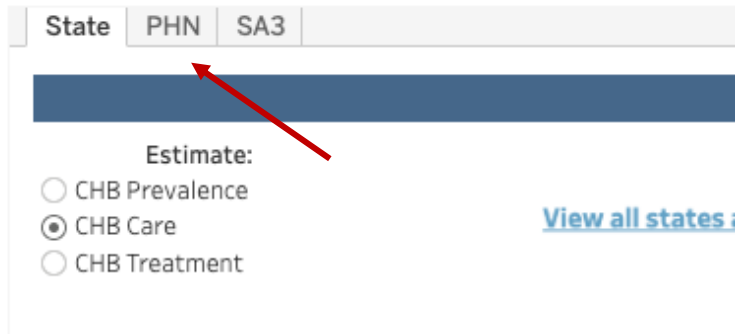 State PHN SA3
Estimate:
CHB Prevalence
CHB Care
View all states
CHB Treatment